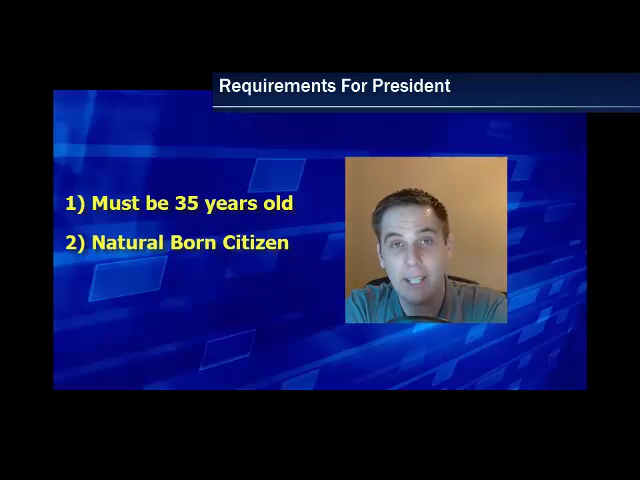 Requirements For President
1) Must be 35 years old
2) Natural Born Citizen